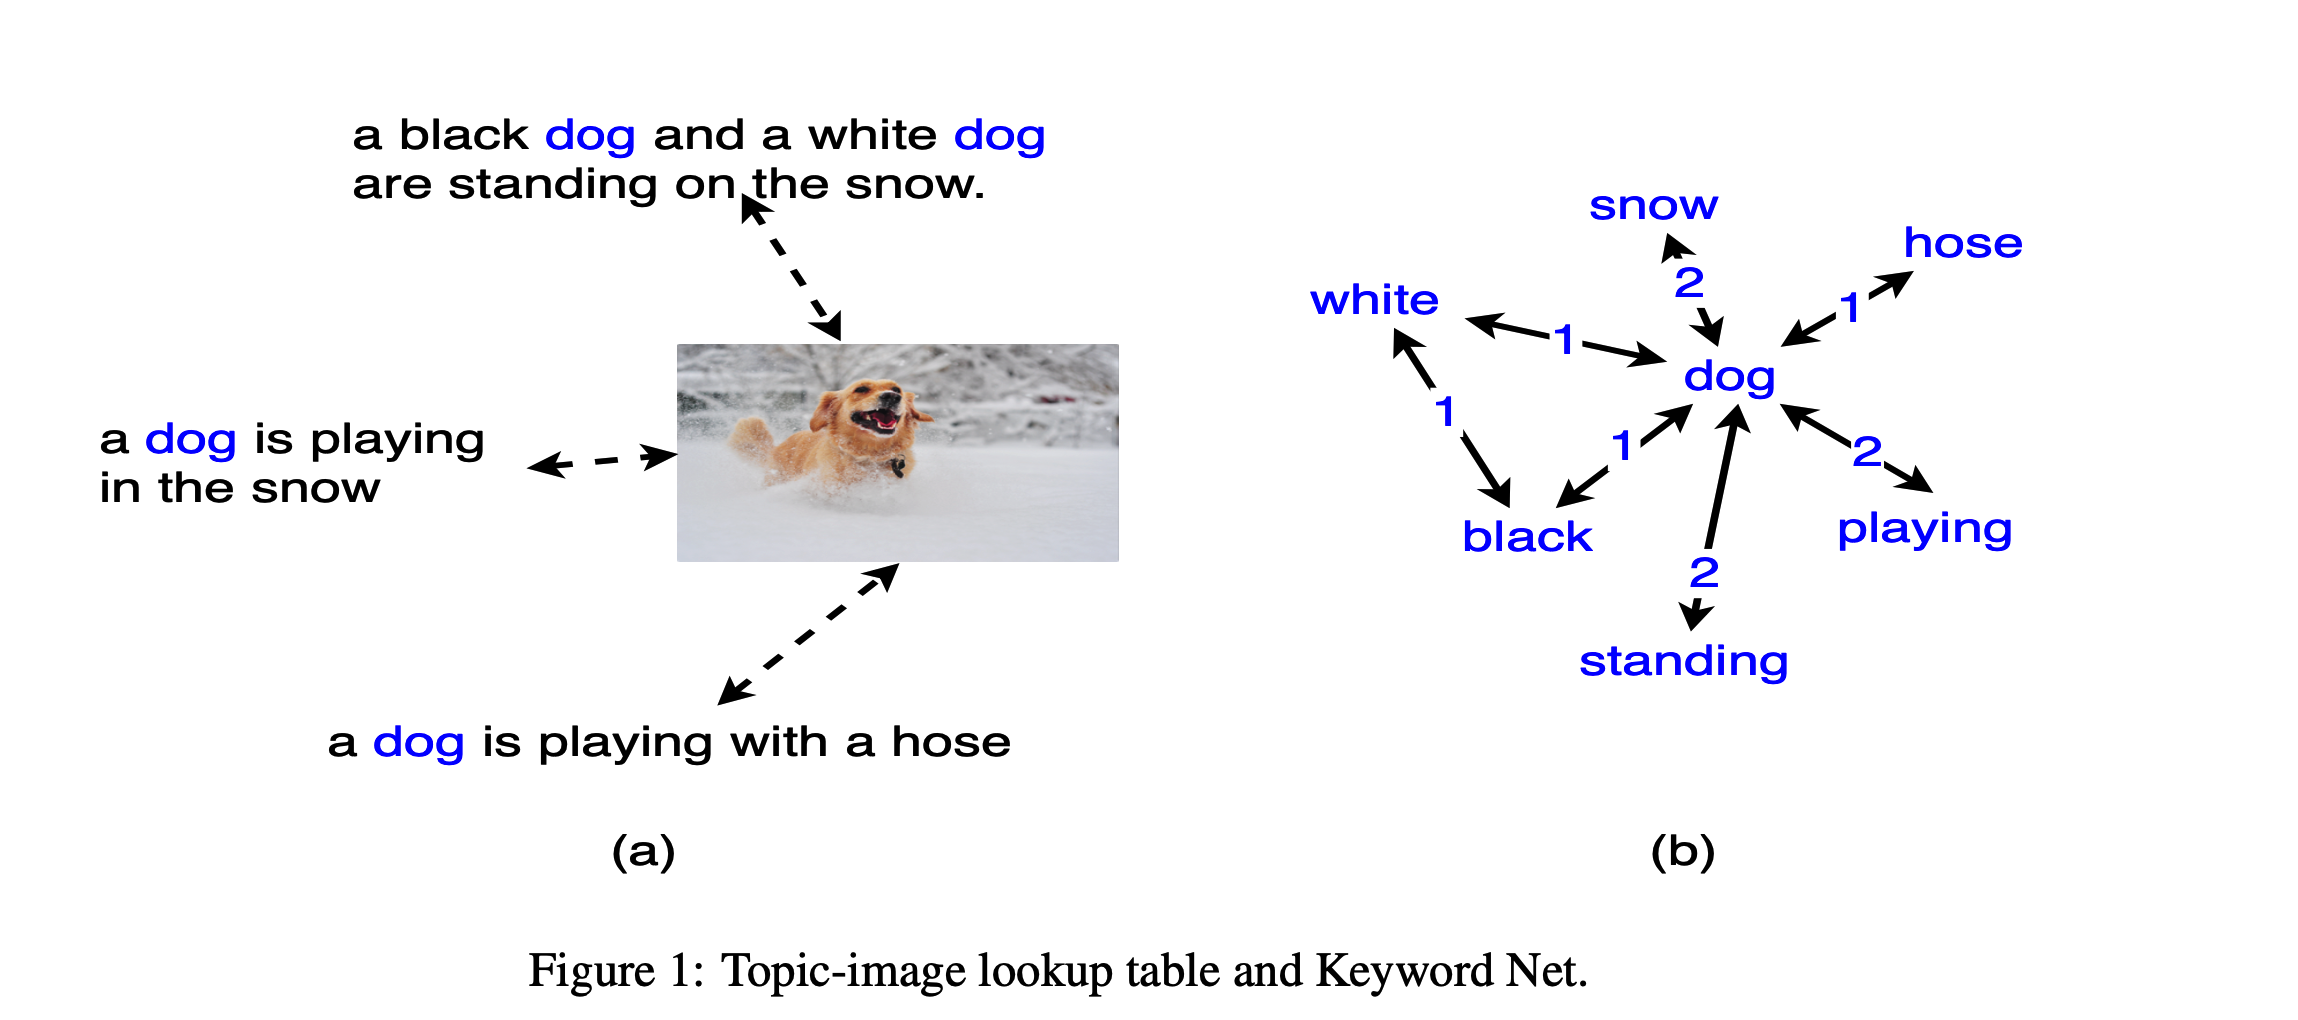 a black dog and a white dog
are standing on the snow.
a dog is playing
in the snow
a dog is playing with a hose
(a)
snow
hose
white
2
1
1
dog
1
1
2
black
playing
2
standing
(b)
Figure 1: Topic-image lookup table and Keyword Net.